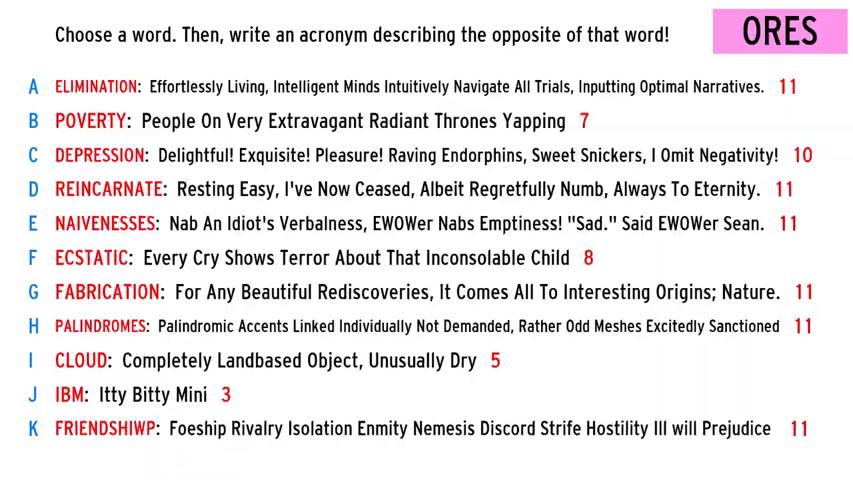 Choose a word. Then, write an acronym describing the opposite of that word!
ORES
A ELIMINATION: Effortlessly Living, Intelligent Minds Intuitively Navigate All Trials, Inputting Optimal Narratives. 11
B POVERTY: People On Very Extravagant Radiant Thrones Yapping 7
C DEPRESSION: Delightful! Exquisite! Pleasure! Raving Endorphins, Sweet Snickers, I Omit Negativity! 10
D REINCARNATE: Resting Easy, I've Now Ceased, Albeit Regretfully Numb, Always To Eternity. 11
E NAIVENESSES: Nab An Idiot's Verbalness, EWOWer Nabs Emptiness! "Sad." Said EWOWer Sean. 11
F ECSTATIC: Every Cry Shows Terror About That Inconsolable Child 8
G FABRICATION: For Any Beautiful Rediscoveries, It Comes All To Interesting Origins; Nature. 11
H PALINDROMES: Palindromic Accents Linked Individually Not Demanded, Rather Odd Meshes Excitedly Sanctioned 11
I CLOUD: Completely Landbased Object, Unusually Dry 5
J IBM: Itty Bitty Mini 3
K FRIENDSHIWP: Foeship Rivalry Isolation Enmity Nemesis Discord Strife Hostility Ill will Prejudice 11